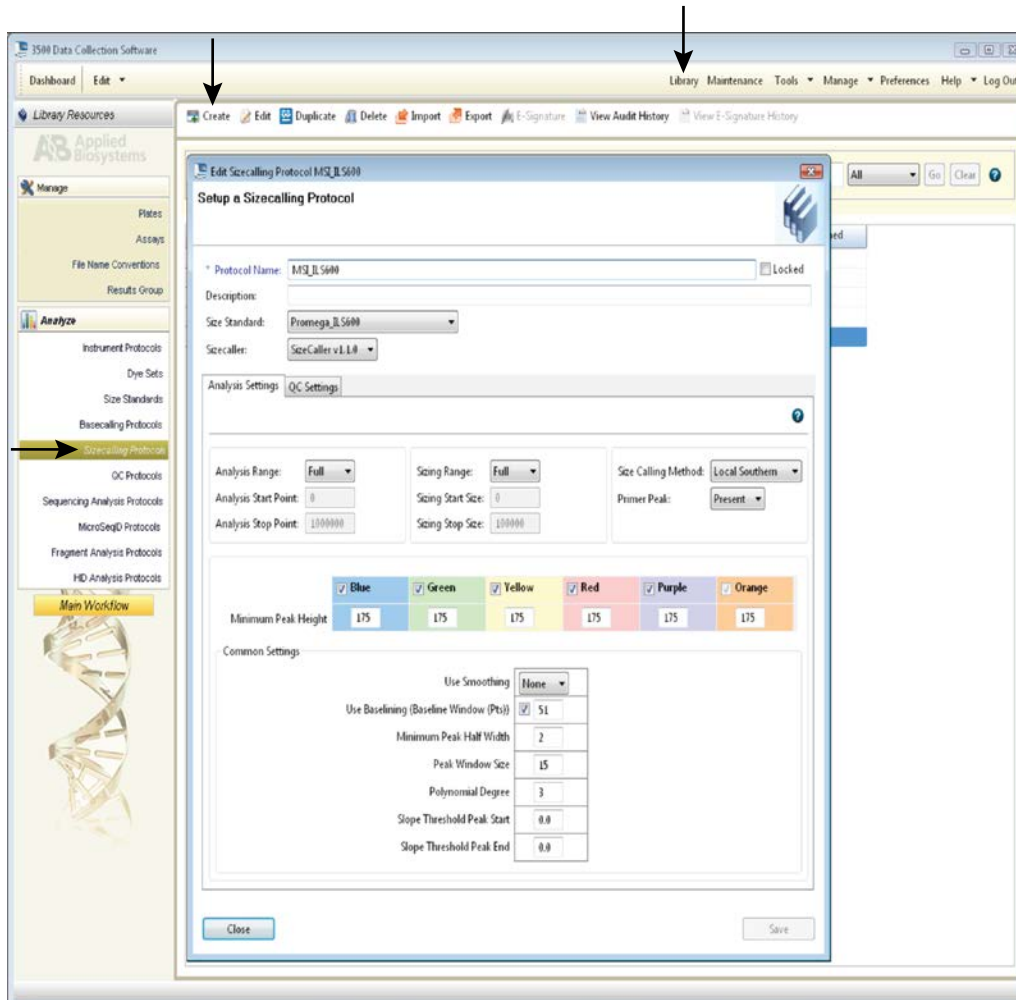 3500 Data Collection Software
Dashboard Edit
Library Maintenance Tools Manage Preferences Help Log Out
Library Resources
Create Edit Duplicate Delete Import Export E-Signature View Audit History View E-Signature History
Applied Biosystems
All Go Clear
Manage
Plates
Assays
File Name Conventions
Results Group
Analyze
Instrument Protocols
Dye Sets
Size Standards
Basecalling Protocols
Sizecalling Protocols
QC Protocols
Sequencing Analysis Protocols
MicroSeqID Protocols
Fragment Analysis Protocols
HID Analysis Protocols
Main Workflow
Edit Sizecalling Protocol MSI_ILS600
Setup a Sizecalling Protocol
* Protocol Name: MSI_ILS600 Locked
Description:
Size Standard: Promega_ILS600
Sizecaller: SizeCaller v1.1.0
Analysis Settings QC Settings
Analysis Range: Full Sizing Range: Full Size Calling Method: Local Southern
Analysis Start Point: 0 Sizing Start Size: 0 Primer Peak: Present
Analysis Stop Point: 1000000 Sizing Stop Size: 100000
Blue Green Yellow Red Purple Orange
Minimum Peak Height 175 175 175 175 175 175
Common Settings
Use Smoothing None
Use Baselining (Baseline Window (Pts)) 51
Minimum Peak Half Width 2
Peak Window Size 15
Polynomial Degree 3
Slope Threshold Peak Start 0.0
Slope Threshold Peak End 0.0
Close Save